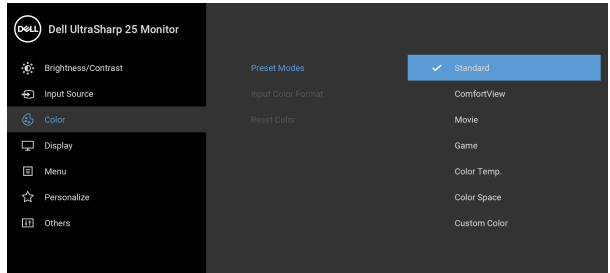 DELL Dell UltraSharp 25 Monitor
Brightness/Contrast
Input Source
Color
Display
Menu
Personalize
Others
Preset Modes
Input Color Format
Reset Color
Standard
ComfortView
Movie
Game
Color Temp.
Color Space
Custom Color